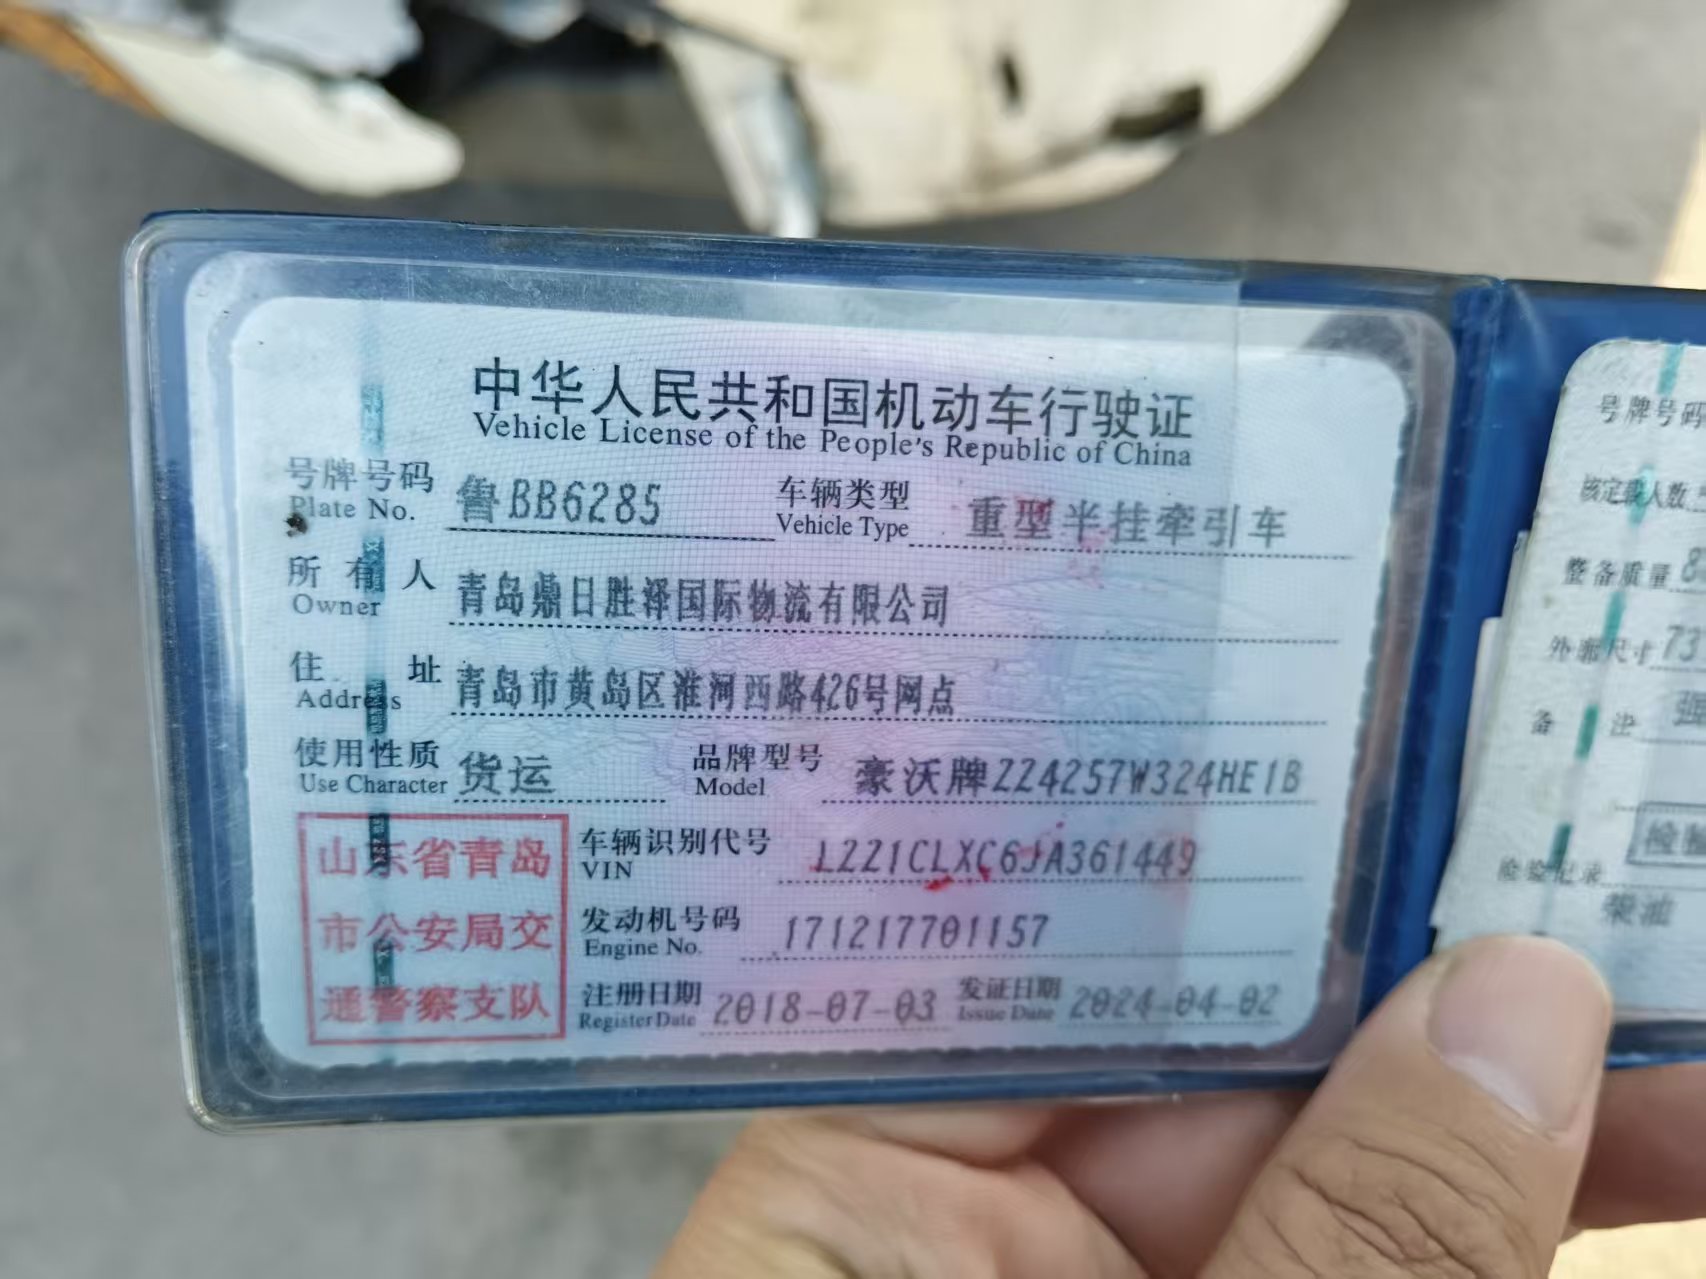 中华人民共和国机动车行驶证
Vehicle License of the People's Republic of China
号牌号码 鲁BB6285 车辆类型 重型半挂牵引车
Plate No. Vehicle Type
所有人 青岛鼎日胜泽国际物流有限公司
Owner
住址 青岛市黄岛区淮河西路426号网点
Address
使用性质 货运 品牌型号 豪沃牌ZZ4257W324HE1B
Use Character Model
山东省青岛
市公安局交
通警察支队
车辆识别代号 LZZ1CLXC6JA361449
VIN
发动机号码 171217701157
Engine No.
注册日期 2018-07-03 发证日期 2024-04-02
Register Date Issue Date
号牌号码
核定载人数
整备质量 8
外廓尺寸 73
备注
检验记录
柴油